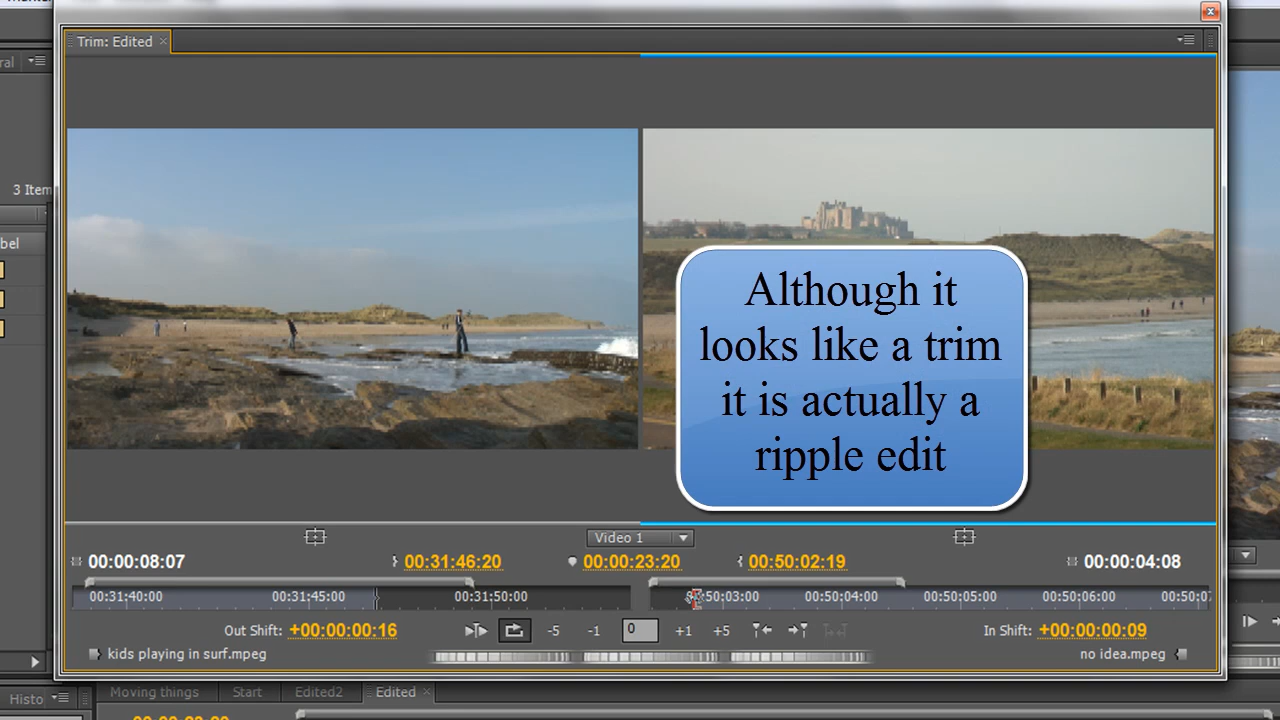 Trim: Edited
ral
3 Item
bel
Although it
looks like a trim
it is actually a
ripple edit
Video 1
00:00:08:07
00:31:46:20
00:00:23:20
00:50:02:19
00:00:04:08
00:31;40:00
00:31;45:00
00:31;50:00
50;03:00
00:50;04:00
00:50;05:00
00:50;06:00
00:50;0
Out Shift: +00:00:00:16
-5
-1
0
+1
+5
In Shift: +00:00:00:09
kids playing in surf.mpeg
no idea.mpeg
Histo
Morning things
Start
Edited2
Edited